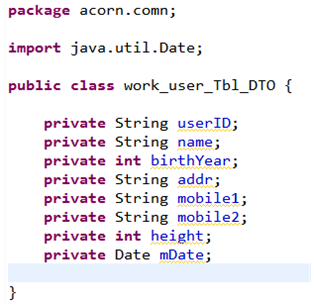 package acorn.comn;
import java.util.Date;
public class work_user_Tbl_DTO {
private String userID;
private String name;
private int birthYear;
private String addr;
private String mobile1;
private String mobile2;
private int height;
private Date mDate;
}